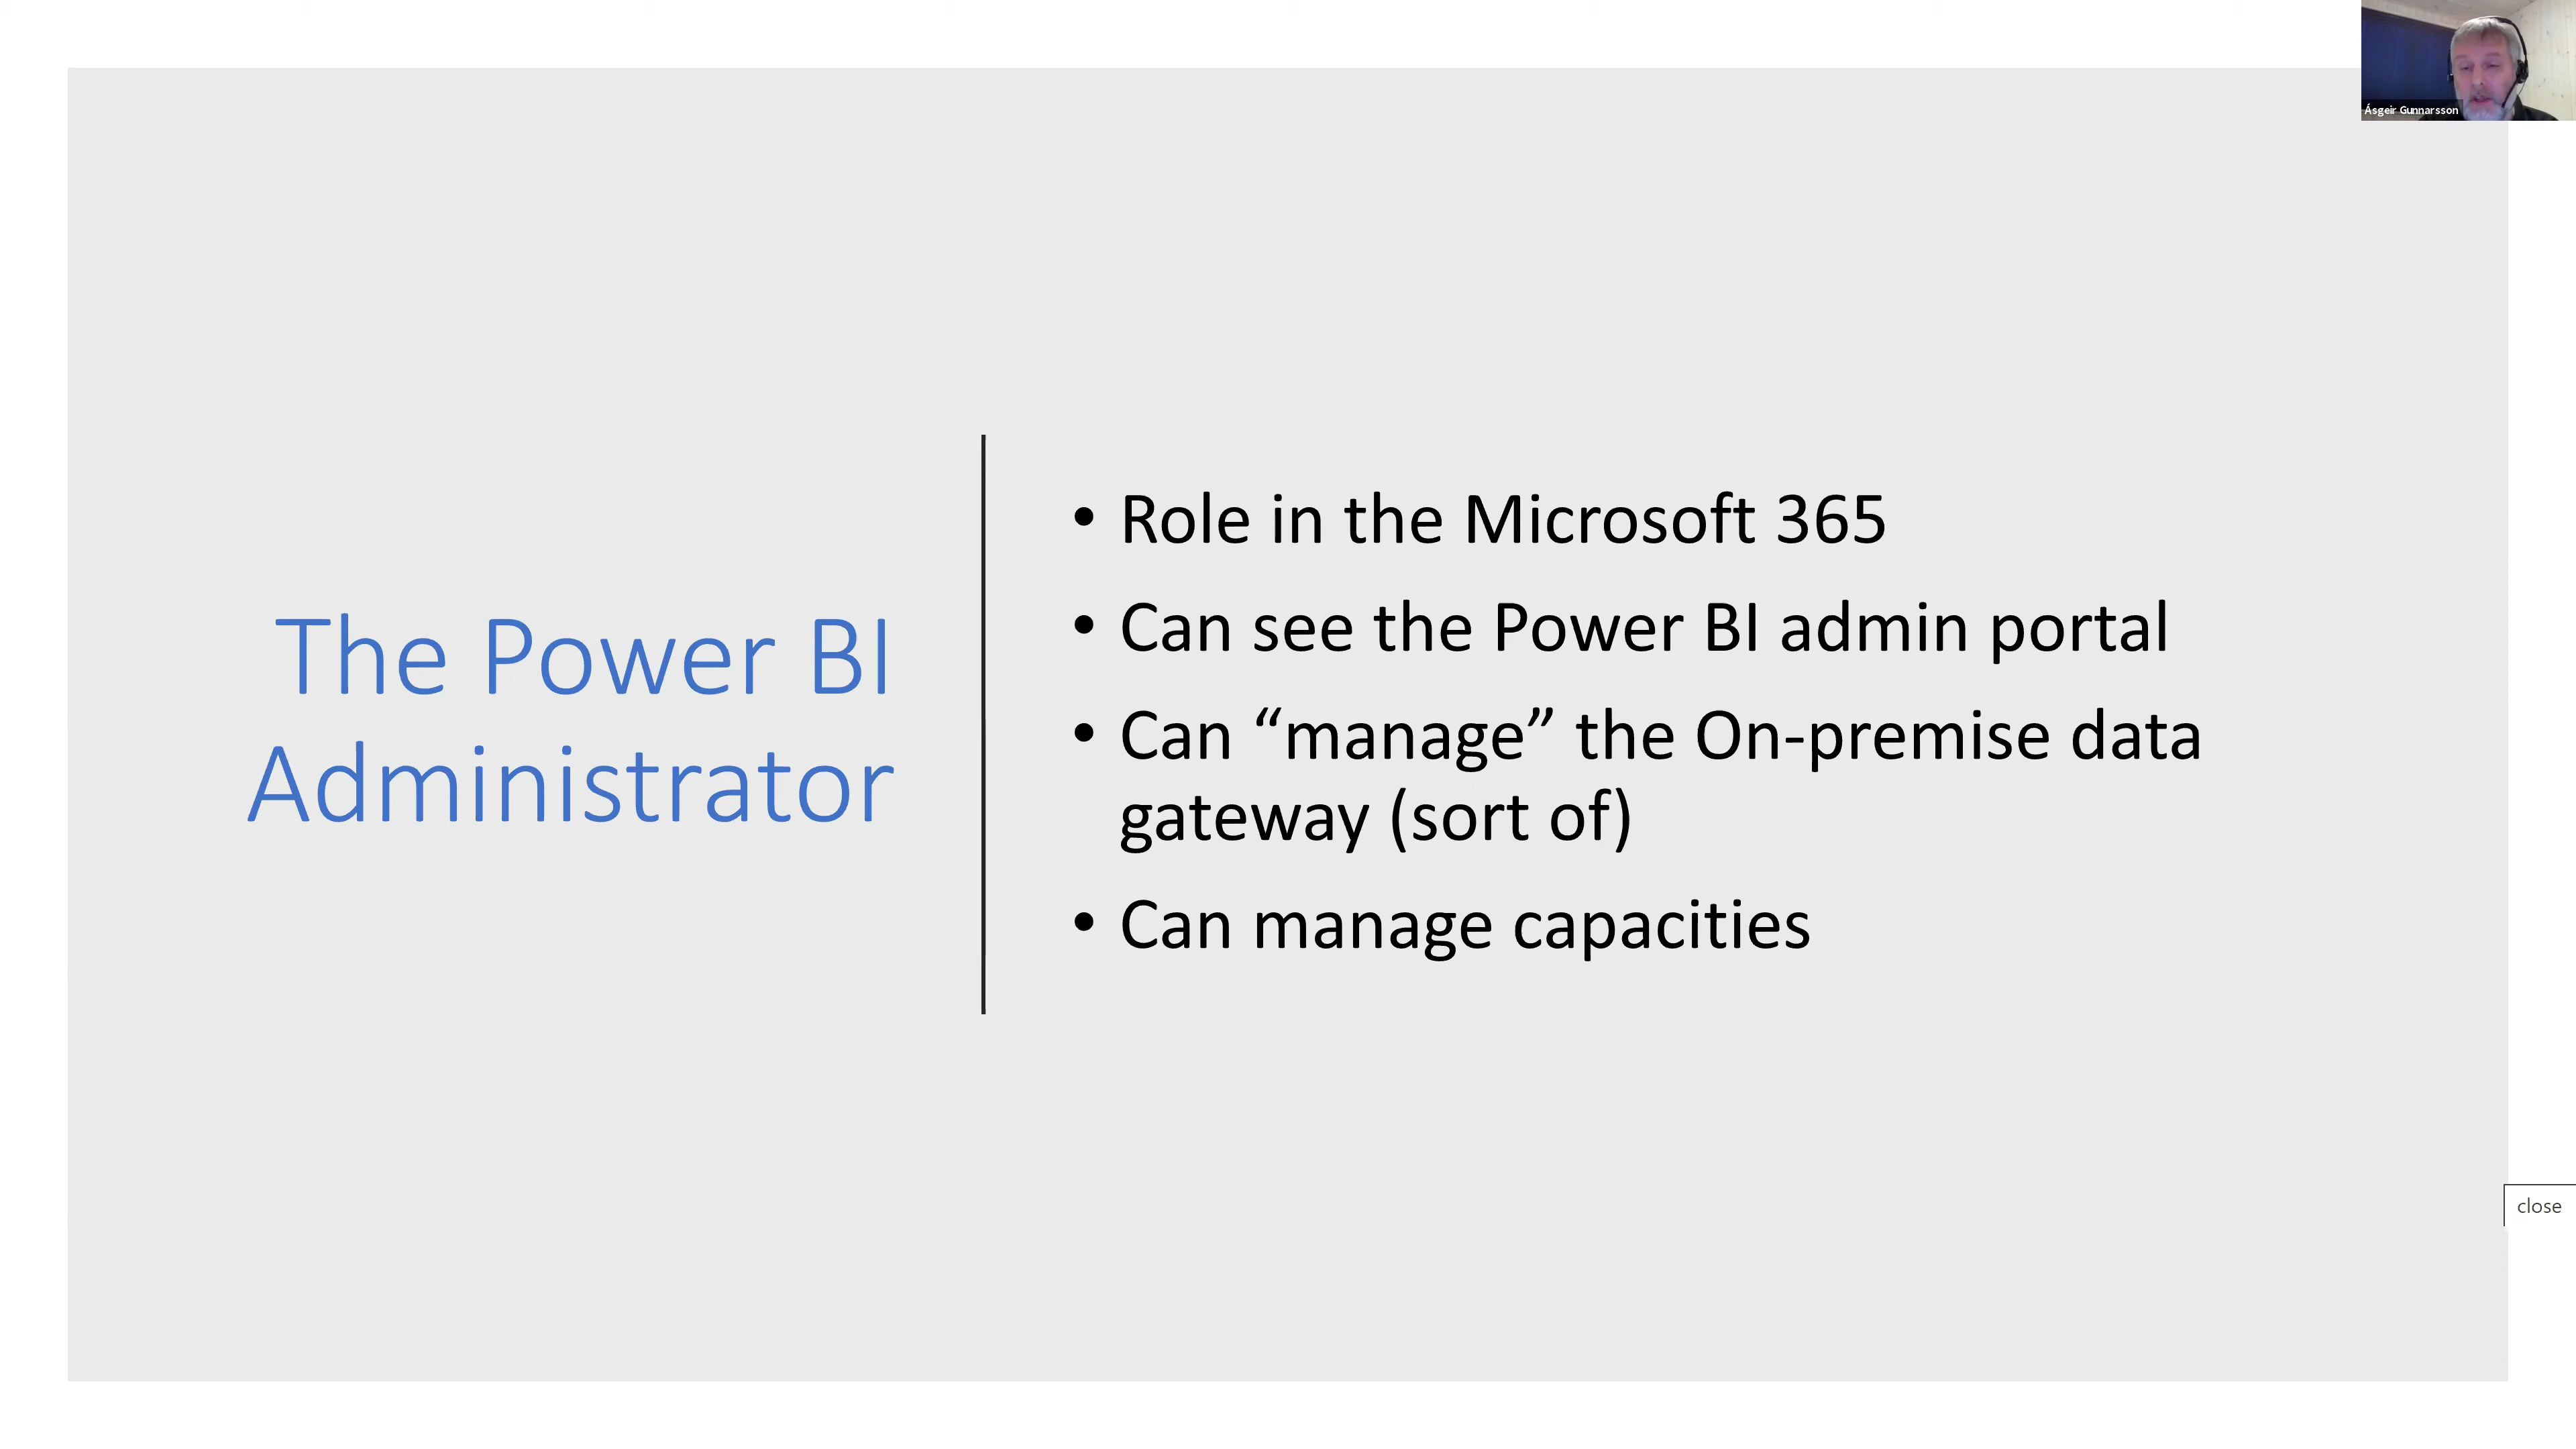 Ásgeir Gunnarsson
The Power BI
Administrator
• Role in the Microsoft 365
• Can see the Power BI admin portal
• Can “manage” the On-premise data
gateway (sort of)
• Can manage capacities
close